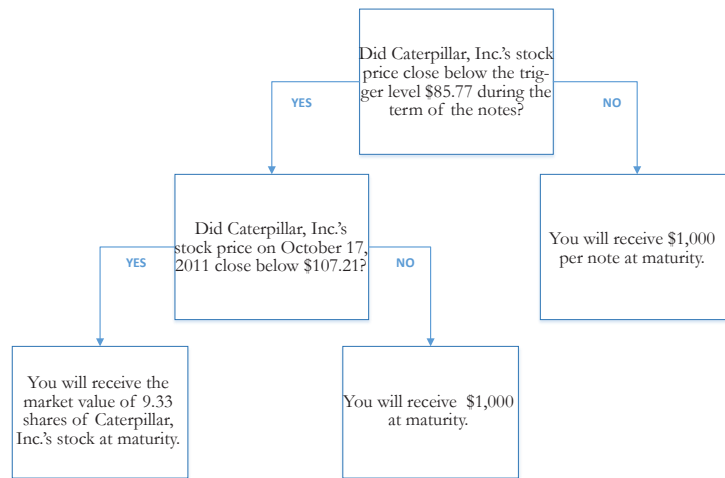 Did Caterpillar, Inc.'s stock
price close below the trig-
ger level $85.77 during the
term of the notes?
YES
NO
Did Caterpillar, Inc.'s
stock price on October 17,
2011 close below $107.21?
You will receive $1,000
per note at maturity.
YES
NO
You will receive the
market value of 9.33
shares of Caterpillar,
Inc.'s stock at maturity.
You will receive $1,000
at maturity.